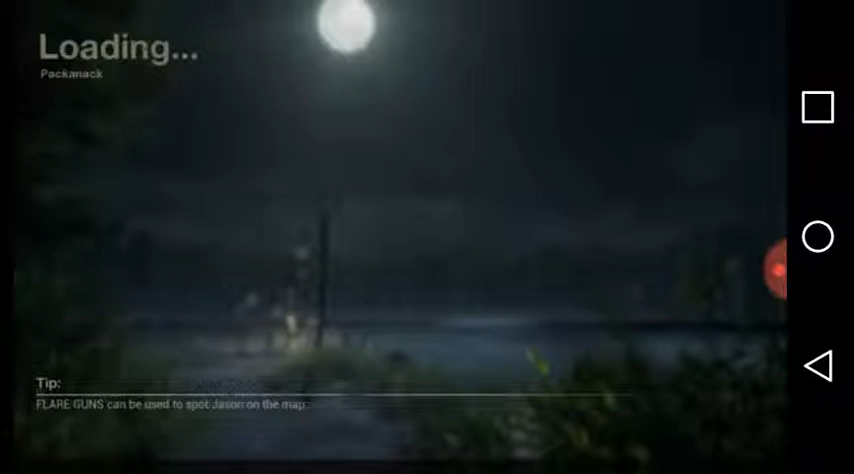 Loading...
Packanack
Tip:
FLARE GUNS can be used to spot Jason on the map.